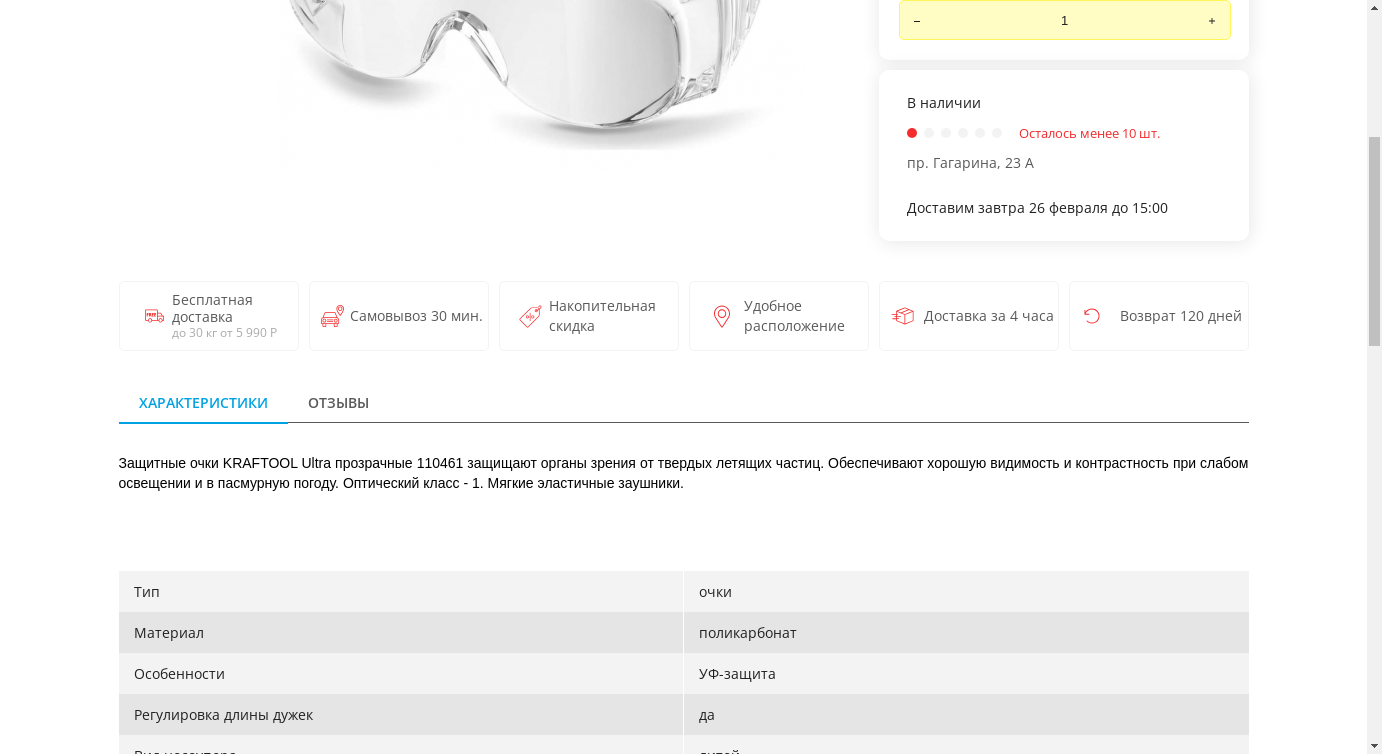 – 1 +
В наличии
Осталось менее 10 шт.
пр. Гагарина, 23 А
Доставим завтра 26 февраля до 15:00
Бесплатная
доставка
до 30 кг от 5 990 Р
Самовывоз 30 мин.
Накопительная
скидка
Удобное
расположение
Доставка за 4 часа
Возврат 120 дней
ХАРАКТЕРИСТИКИ ОТЗЫВЫ
Защитные очки KRAFTOOL Ultra прозрачные 110461 защищают органы зрения от твердых летящих частиц. Обеспечивают хорошую видимость и контрастность при слабом
освещении и в пасмурную погоду. Оптический класс - 1. Мягкие эластичные заушники.
Тип очки
Материал поликарбонат
Особенности УФ-защита
Регулировка длины дужек да